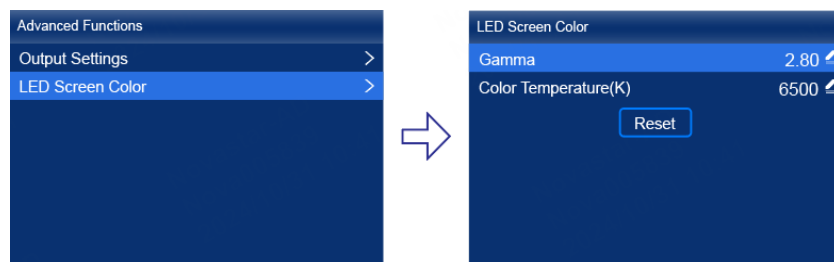 Advanced Functions
Output Settings
LED Screen Color
LED Screen Color
Gamma 2.80
Color Temperature(K) 6500
Reset